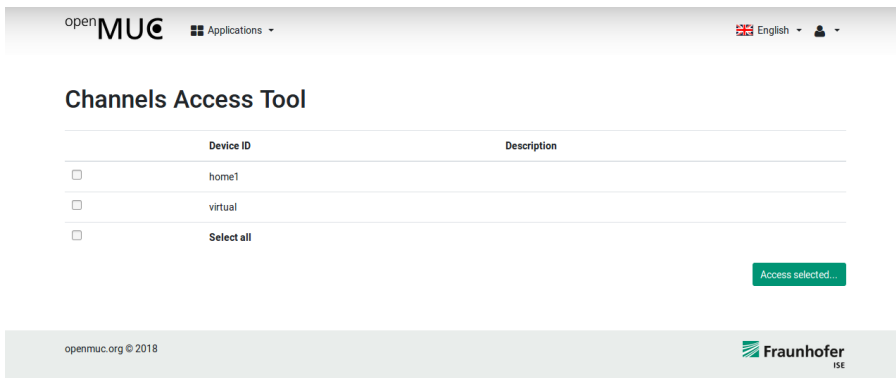 openMUC Applications English
Channels Access Tool
Device ID Description
home1
virtual
Select all
Access selected...
openmuc.org © 2018 Fraunhofer
ISE